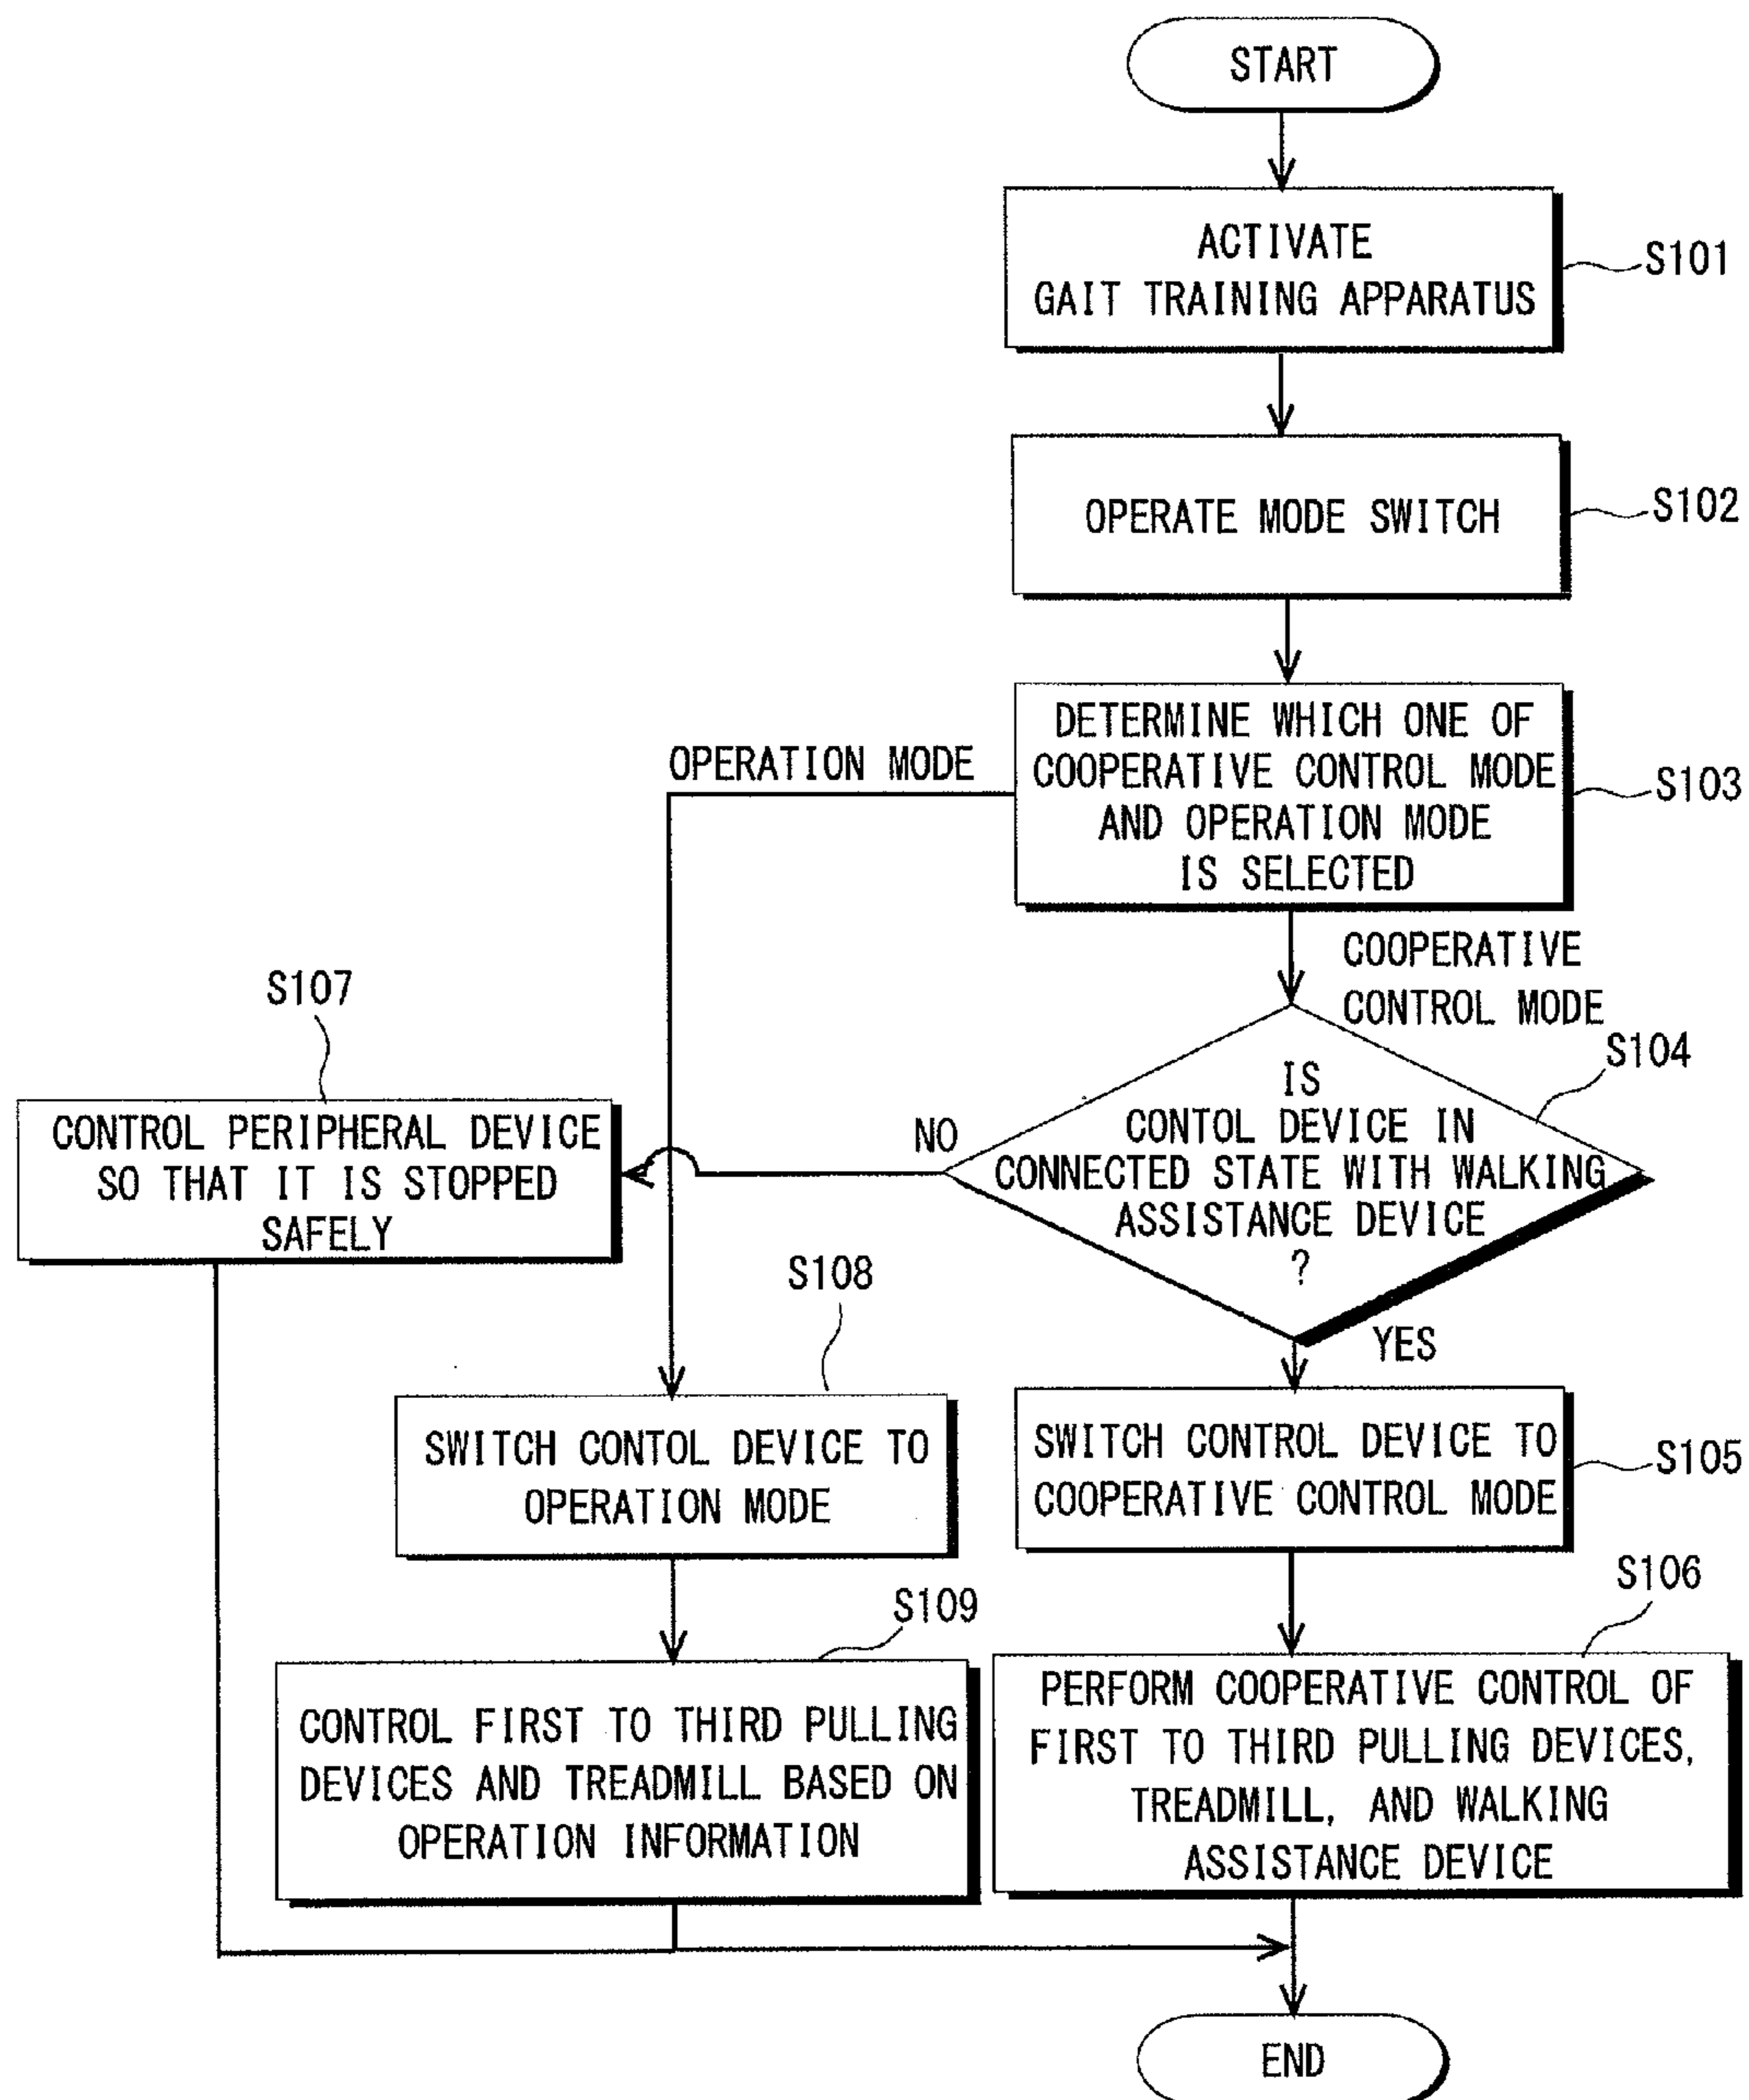 START
ACTIVATE
GAIT TRAINING APPARATUS
S101
OPERATE MODE SWITCH
S102
DETERMINE WHICH ONE OF
COOPERATIVE CONTROL MODE
AND OPERATION MODE
IS SELECTED
S103
OPERATION MODE
COOPERATIVE
CONTROL MODE
S104
IS
CONTOL DEVICE IN
CONNECTED STATE WITH WALKING
ASSISTANCE DEVICE
?
NO
YES
S107
CONTROL PERIPHERAL DEVICE
SO THAT IT IS STOPPED
SAFELY
S108
SWITCH CONTOL DEVICE TO
OPERATION MODE
SWITCH CONTROL DEVICE TO
COOPERATIVE CONTROL MODE
S105
S109
CONTROL FIRST TO THIRD PULLING
DEVICES AND TREADMILL BASED ON
OPERATION INFORMATION
S106
PERFORM COOPERATIVE CONTROL OF
FIRST TO THIRD PULLING DEVICES,
TREADMILL, AND WALKING
ASSISTANCE DEVICE
END